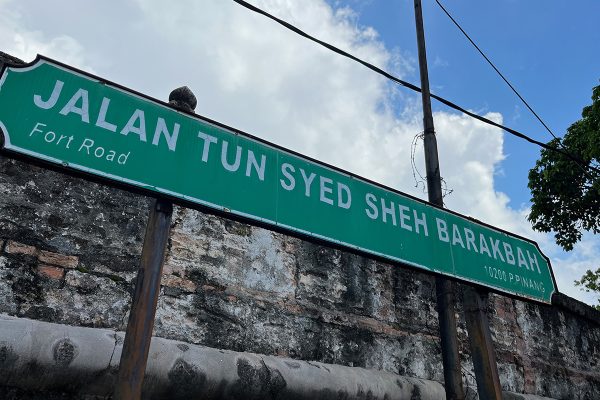 JALAN TUN SYED SHEH BARAKBAH
Fort Road
10200 P.PINANG